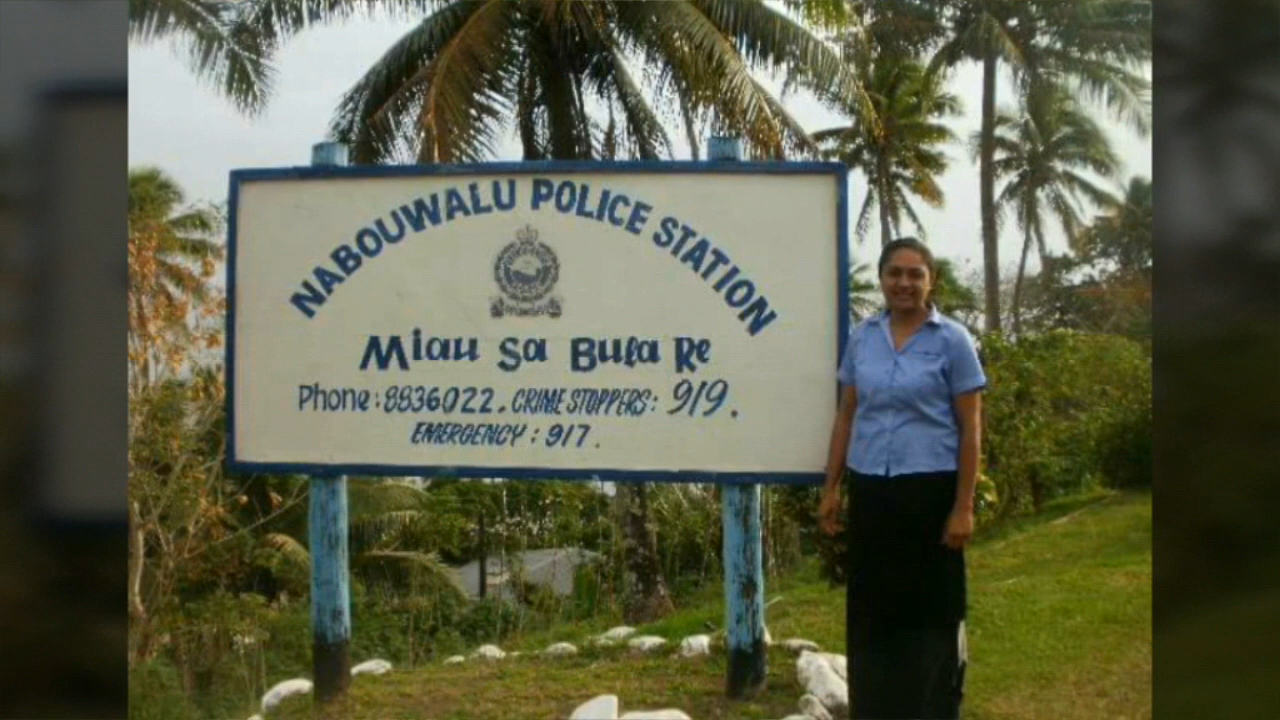 NABOUWALU POLICE STATION
Miau Sa Bula Re
Phone: 8836022. CRIME STOPPERS: 919.
EMERGENCY: 917.